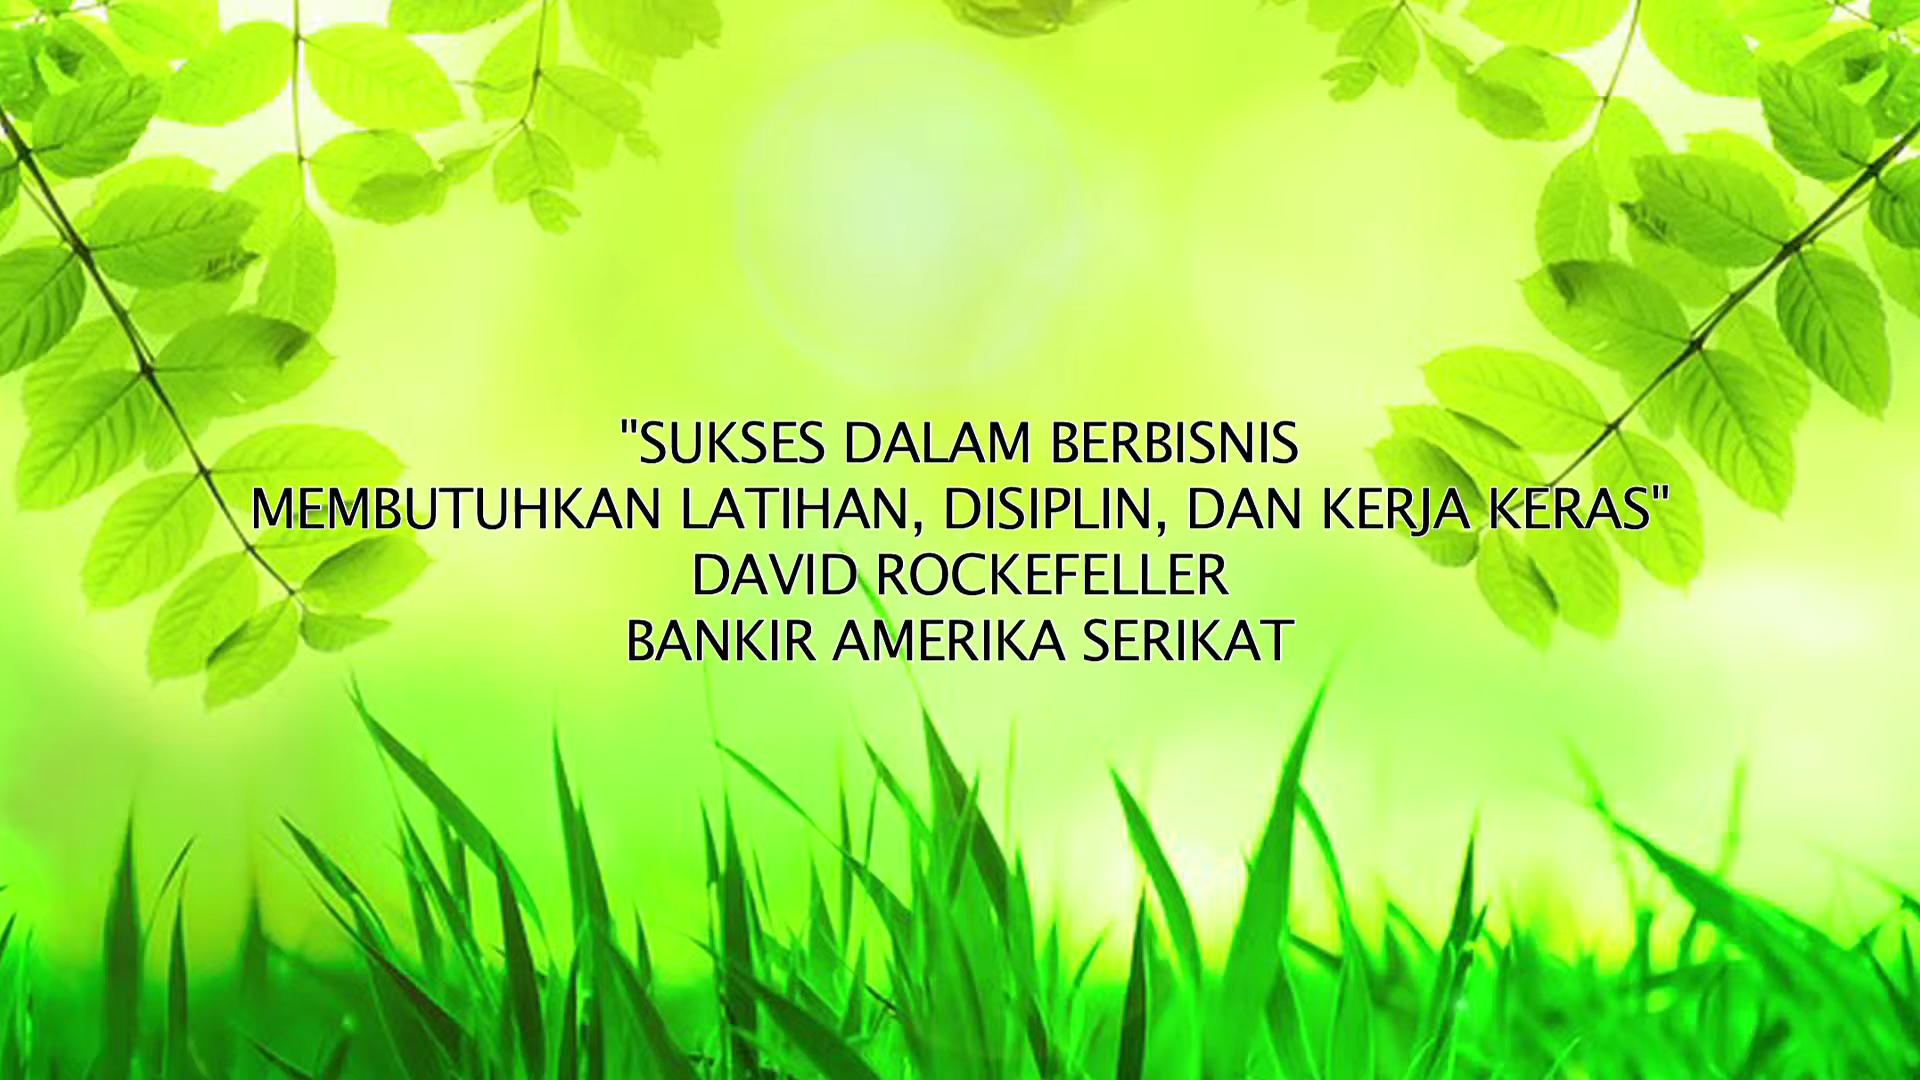 "SUKSES DALAM BERBISNIS
MEMBUTUHKAN LATIHAN, DISIPLIN, DAN KERJA KERAS"
DAVID ROCKEFELLER
BANKIR AMERIKA SERIKAT